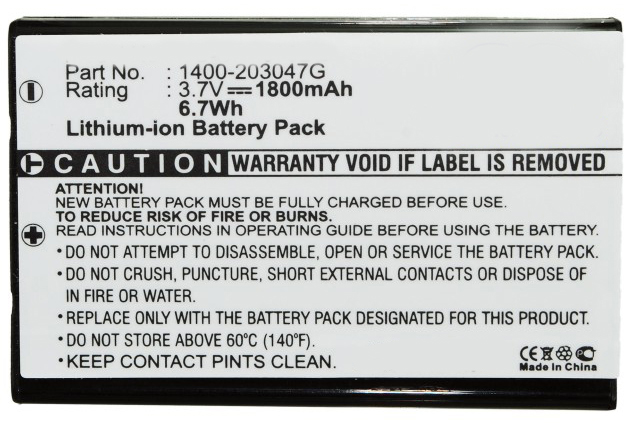 Part No. : 1400-203047G
Rating : 3.7V 1800mAh
6.7Wh
Lithium-ion Battery Pack
CAUTION WARRANTY VOID IF LABEL IS REMOVED
ATTENTION!
NEW BATTERY PACK MUST BE FULLY CHARGED BEFORE USE.
TO REDUCE RISK OF FIRE OR BURNS.
READ INSTRUCTIONS IN OPERATING GUIDE BEFORE USING THE BATTERY.
•DO NOT ATTEMPT TO DISASSEMBLE, OPEN OR SERVICE THE BATTERY PACK.
•DO NOT CRUSH, PUNCTURE, SHORT EXTERNAL CONTACTS OR DISPOSE OF
IN FIRE OR WATER.
•REPLACE ONLY WITH THE BATTERY PACK DESIGNATED FOR THIS PRODUCT.
•DO NOT STORE ABOVE 60°C (140°F).
•KEEP CONTACT PINTS CLEAN.
CE
Made In China